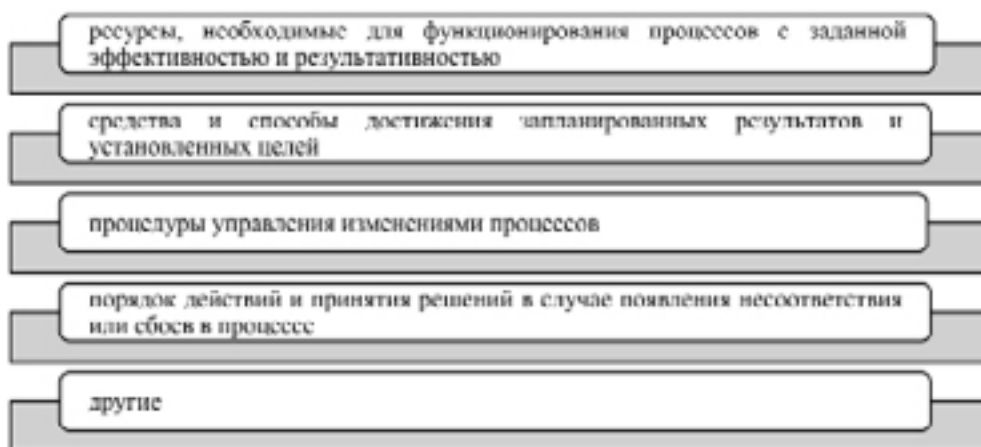 ресурсы, необходимые для функционирования процессов с заданной
эффективностью и результативностью
средства и способы достижения запланированных результатов и
установленных целей
процедуры управления изменениями процессов
порядок действий и принятия решений в случае появления несоответствия
или сбоев в процессе
другие